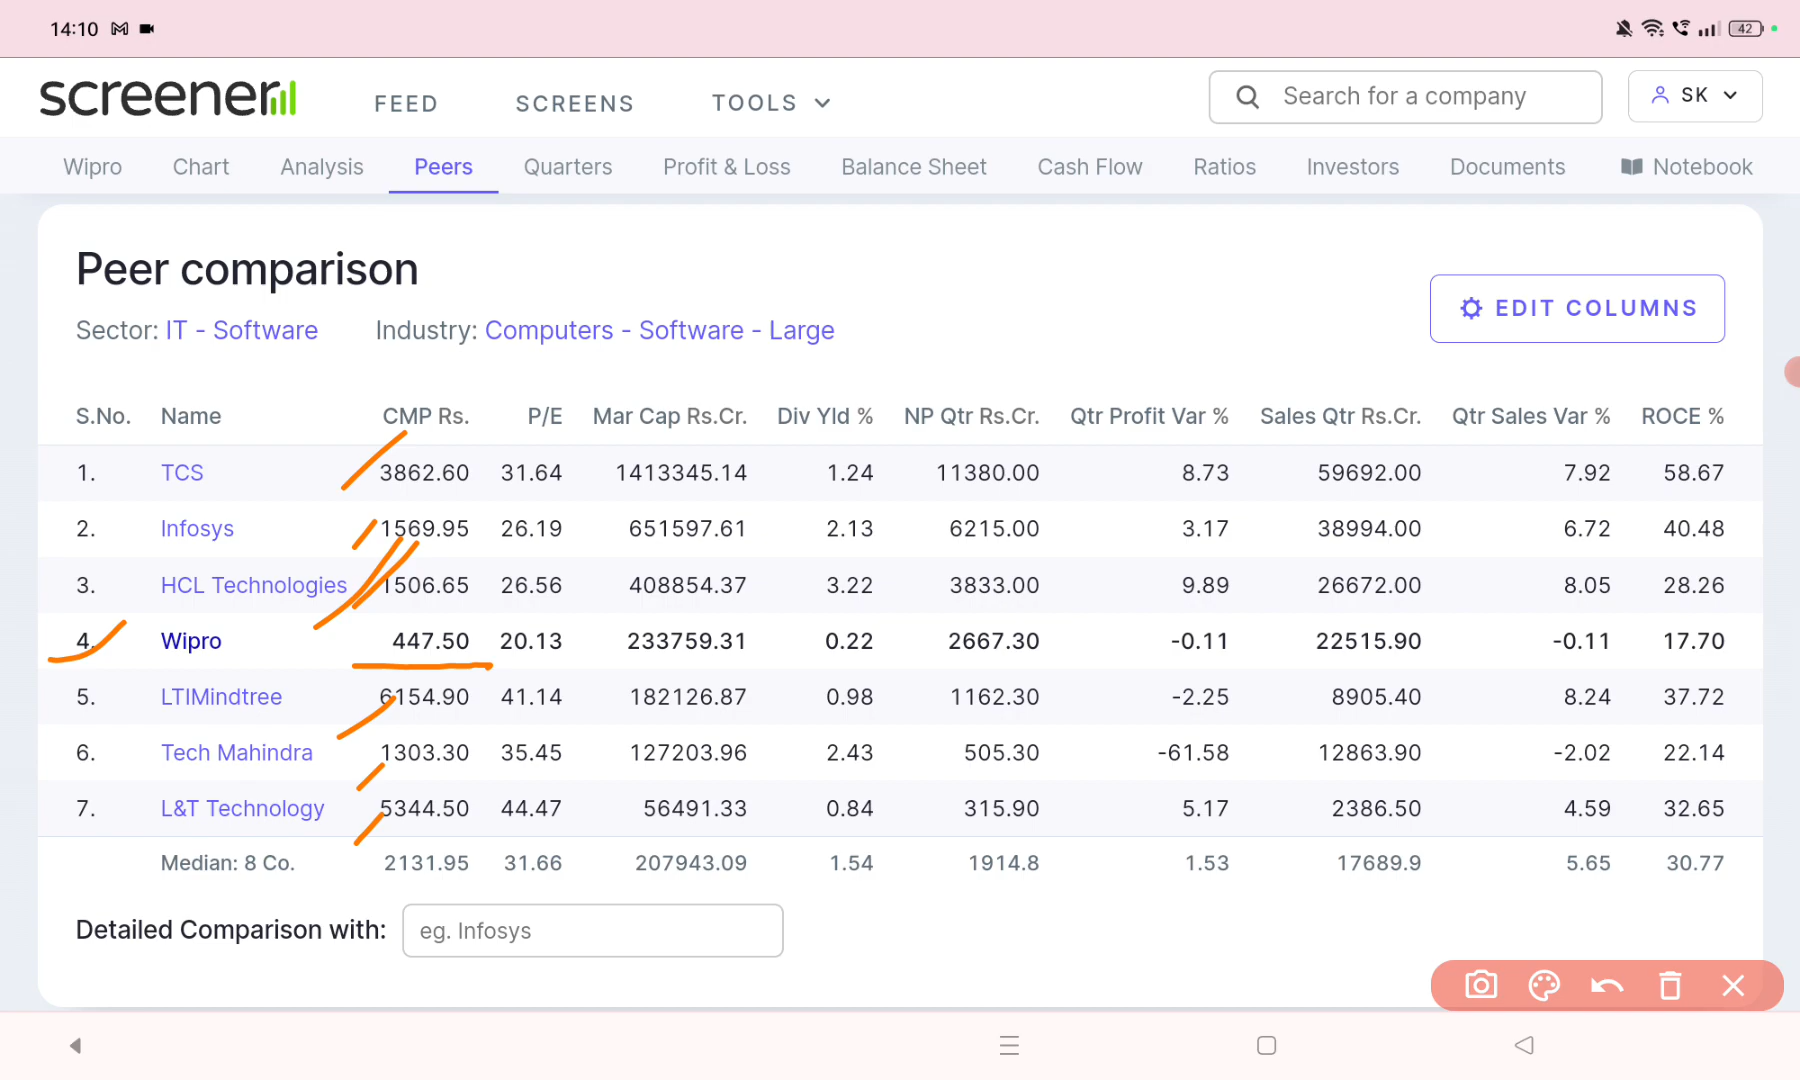 14:10
42
screener
FEED SCREENS TOOLS
Search for a company
SK
Wipro Chart Analysis Peers Quarters Profit & Loss Balance Sheet Cash Flow Ratios Investors Documents Notebook
Peer comparison
EDIT COLUMNS
Sector: IT - Software Industry: Computers - Software - Large
S.No. Name CMP Rs. P/E Mar Cap Rs.Cr. Div Yld % NP Qtr Rs.Cr. Qtr Profit Var % Sales Qtr Rs.Cr. Qtr Sales Var % ROCE %
1. TCS 3862.60 31.64 1413345.14 1.24 11380.00 8.73 59692.00 7.92 58.67
2. Infosys 1569.95 26.19 651597.61 2.13 6215.00 3.17 38994.00 6.72 40.48
3. HCL Technologies 1506.65 26.56 408854.37 3.22 3833.00 9.89 26672.00 8.05 28.26
4. Wipro 447.50 20.13 233759.31 0.22 2667.30 -0.11 22515.90 -0.11 17.70
5. LTIMindtree 6154.90 41.14 182126.87 0.98 1162.30 -2.25 8905.40 8.24 37.72
6. Tech Mahindra 1303.30 35.45 127203.96 2.43 505.30 -61.58 12863.90 -2.02 22.14
7. L&T Technology 5344.50 44.47 56491.33 0.84 315.90 5.17 2386.50 4.59 32.65
Median: 8 Co. 2131.95 31.66 207943.09 1.54 1914.8 1.53 17689.9 5.65 30.77
Detailed Comparison with: eg. Infosys